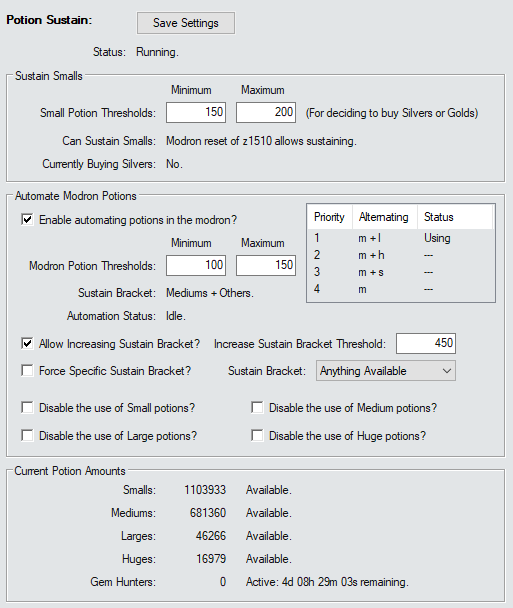 Potion Sustain: Save Settings
Status: Running.
Sustain Smalls
Minimum Maximum
Small Potion Thresholds: 150 200 (For deciding to buy Silvers or Golds)
Can Sustain Smalls: Modron reset of z1510 allows sustaining.
Currently Buying Silvers: No.
Automate Modron Potions
Enable automating potions in the modron?
Minimum Maximum
Modron Potion Thresholds: 100 150
Sustain Bracket: Mediums + Others.
Automation Status: Idle.
Priority Alternating Status
1 m + l Using
2 m + h ---
3 m + s ---
4 m ---
Allow Increasing Sustain Bracket? Increase Sustain Bracket Threshold: 450
Force Specific Sustain Bracket? Sustain Bracket: Anything Available
Disable the use of Small potions? Disable the use of Medium potions?
Disable the use of Large potions? Disable the use of Huge potions?
Current Potion Amounts
Smalls: 1103933 Available.
Mediums: 681360 Available.
Larges: 46266 Available.
Huges: 16979 Available.
Gem Hunters: 0 Active: 4d 08h 29m 03s remaining.